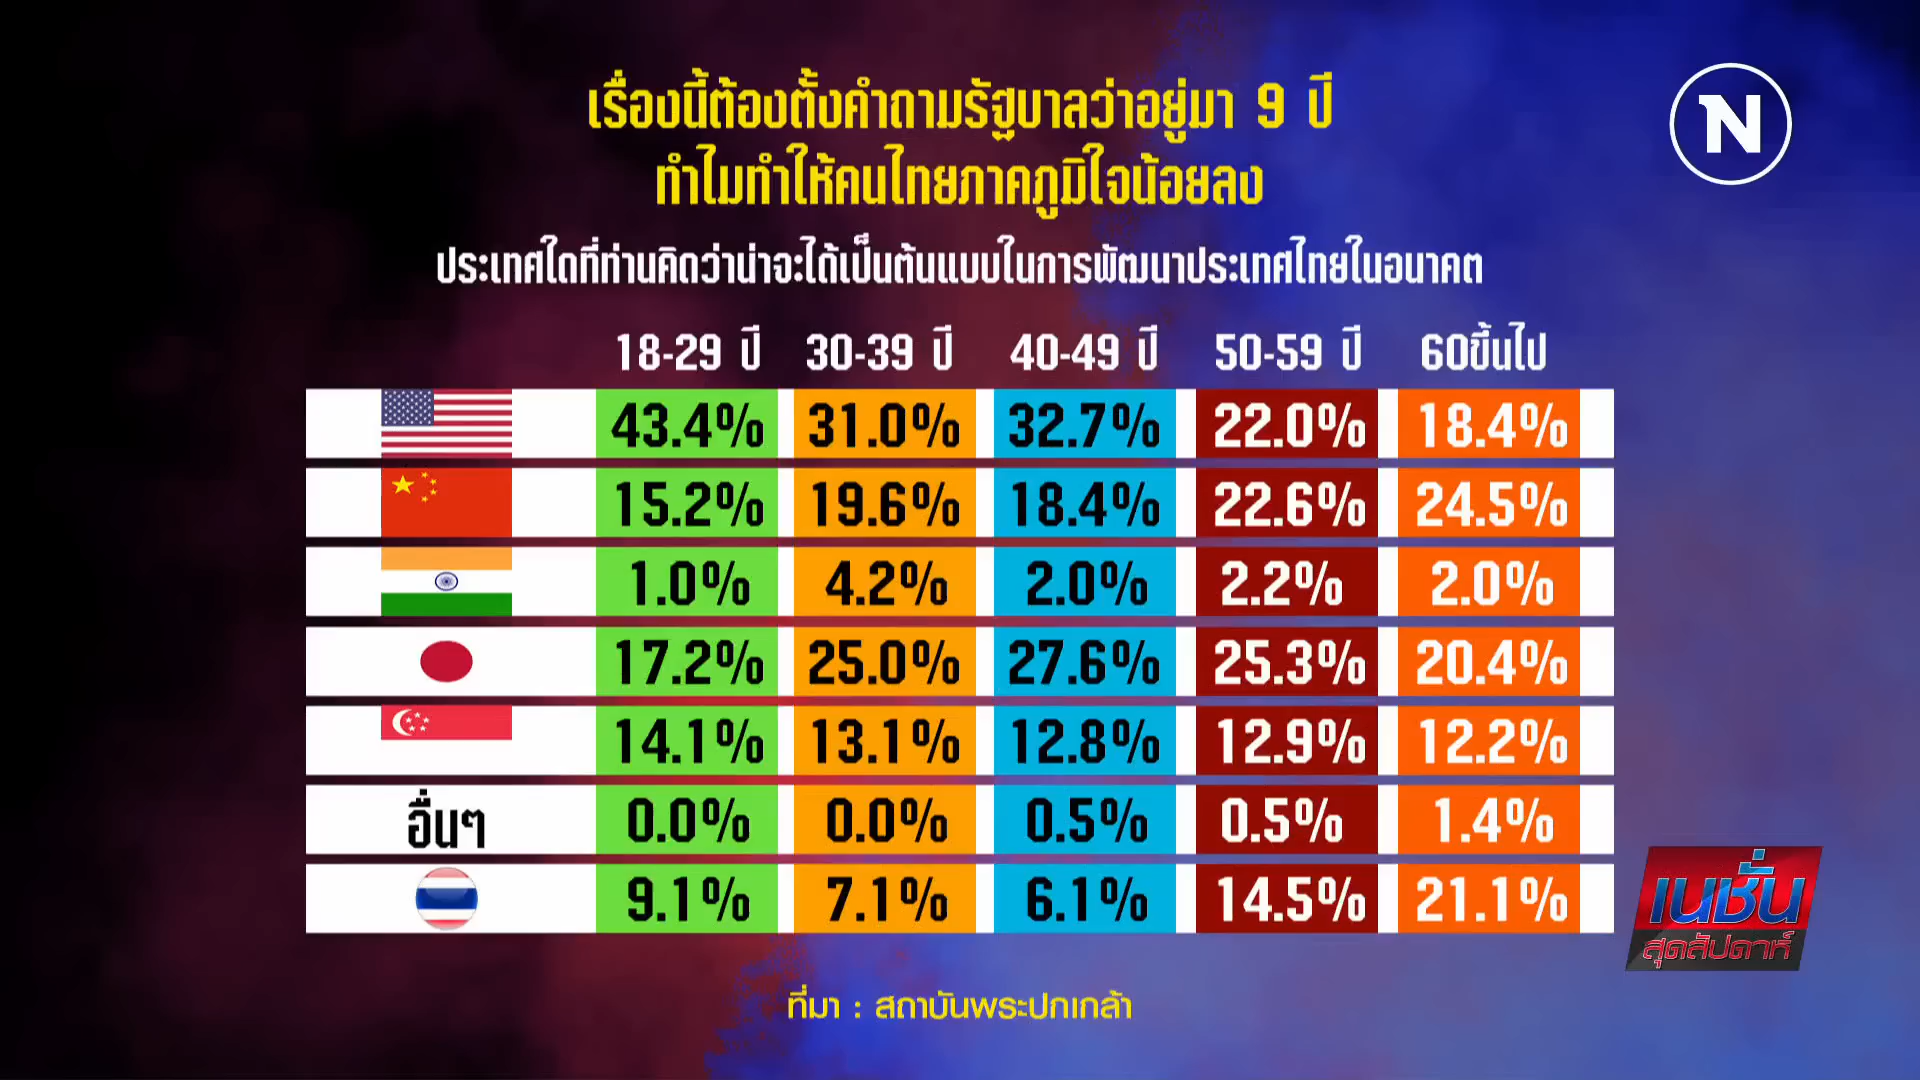 เรื่องนี้ต้องตั้งคำถามรัฐบาลว่าอยู่มา 9 ปี
ทำไมทำให้คนไทยภาคภูมิใจน้อยลง
N
ประเทศใดที่ท่านคิดว่าน่าจะได้เป็นต้นแบบในการพัฒนาประเทศไทยในอนาคต
18-29 ปี 30-39 ปี 40-49 ปี 50-59 ปี 60ขึ้นไป
43.4% 31.0% 32.7% 22.0% 18.4%
15.2% 19.6% 18.4% 22.6% 24.5%
1.0% 4.2% 2.0% 2.2% 2.0%
17.2% 25.0% 27.6% 25.3% 20.4%
14.1% 13.1% 12.8% 12.9% 12.2%
อื่นๆ 0.0% 0.0% 0.5% 0.5% 1.4%
9.1% 7.1% 6.1% 14.5% 21.1%
เนชั่น
สุดสัปดาห์
ที่มา : สถาบันพระปกเกล้า